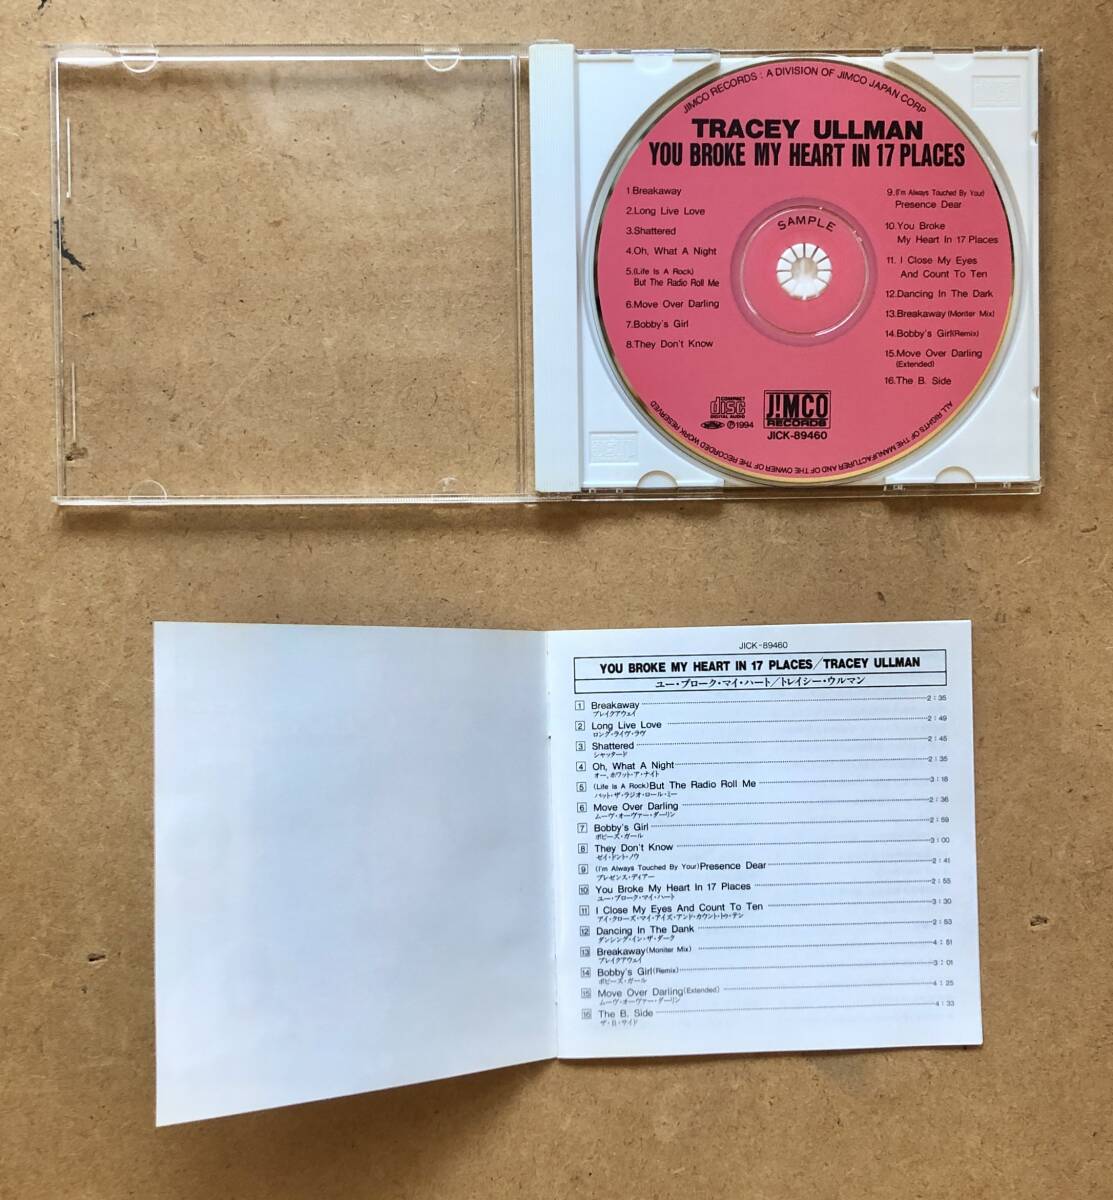 JIMCO RECORDS : A DIVISION OF JIMCO JAPAN CORP
TRACEY ULLMAN
YOU BROKE MY HEART IN 17 PLACES
SAMPLE
1 Breakaway
2.Long Live Love
3.Shattered
4.Oh, What A Night
5.(Life Is A Rock)
But The Radio Roll Me
6.Move Over Darling
7.Bobby's Girl
8.They Don't Know
9.(I'm Always Touched By You!)
Presence Dear
10.You Broke
My Heart In 17 Places
11. I Close My Eyes
And Count To Ten
12.Dancing In The Dark
13.Breakaway (Moniter Mix)
14.Bobby's Girl(Remix)
15.Move Over Darling
(Extended)
16.The B. Side
COMPACT
disc
DIGITAL AUDIO
℗1994
J!MCO
RECORDS
JICK-89460
ALL RIGHTS OF THE MANUFACTURER AND OF THE OWNER OF THE RECORDED WORK RESERVED
JICK-89460
YOU BROKE MY HEART IN 17 PLACES/TRACEY ULLMAN
ユー・ブローク・マイ・ハート/トレイシー・ウルマン
1 Breakaway 2:35
ブレイクアウェイ
2 Long Live Love 2:49
ロング・ライヴ・ラヴ
3 Shattered 2:45
シャッタード
4 Oh, What A Night 2:35
オー、ホワット・ア・ナイト
5 (Life Is A Rock)But The Radio Roll Me 3:18
バット・ザ・ラジオ・ロール・ミー
6 Move Over Darling 2:36
ムーヴ・オーヴァー・ダーリン
7 Bobby's Girl 2:59
ボビーズ・ガール
8 They Don't Know 3:00
ゼイ・ドント・ノウ
9 (I'm Always Touched By Your)Presence Dear 2:41
プレゼンス・ディアー
10 You Broke My Heart In 17 Places 2:55
ユー・ブローク・マイ・ハート
11 I Close My Eyes And Count To Ten 3:30
アイ・クローズ・マイ・アイズ・アンド・カウント・トゥ・テン
12 Dancing In The Dank 2:53
ダンシング・イン・ザ・ダーク
13 Breakaway(Moniter Mix) 4:51
ブレイクアウェイ
14 Bobby's Girl(Remix) 3:01
ボビーズ・ガール
15 Move Over Darling(Extended) 4:25
ムーヴ・オーヴァー・ダーリン
16 The B. Side 4:33
ザ・B・サイド